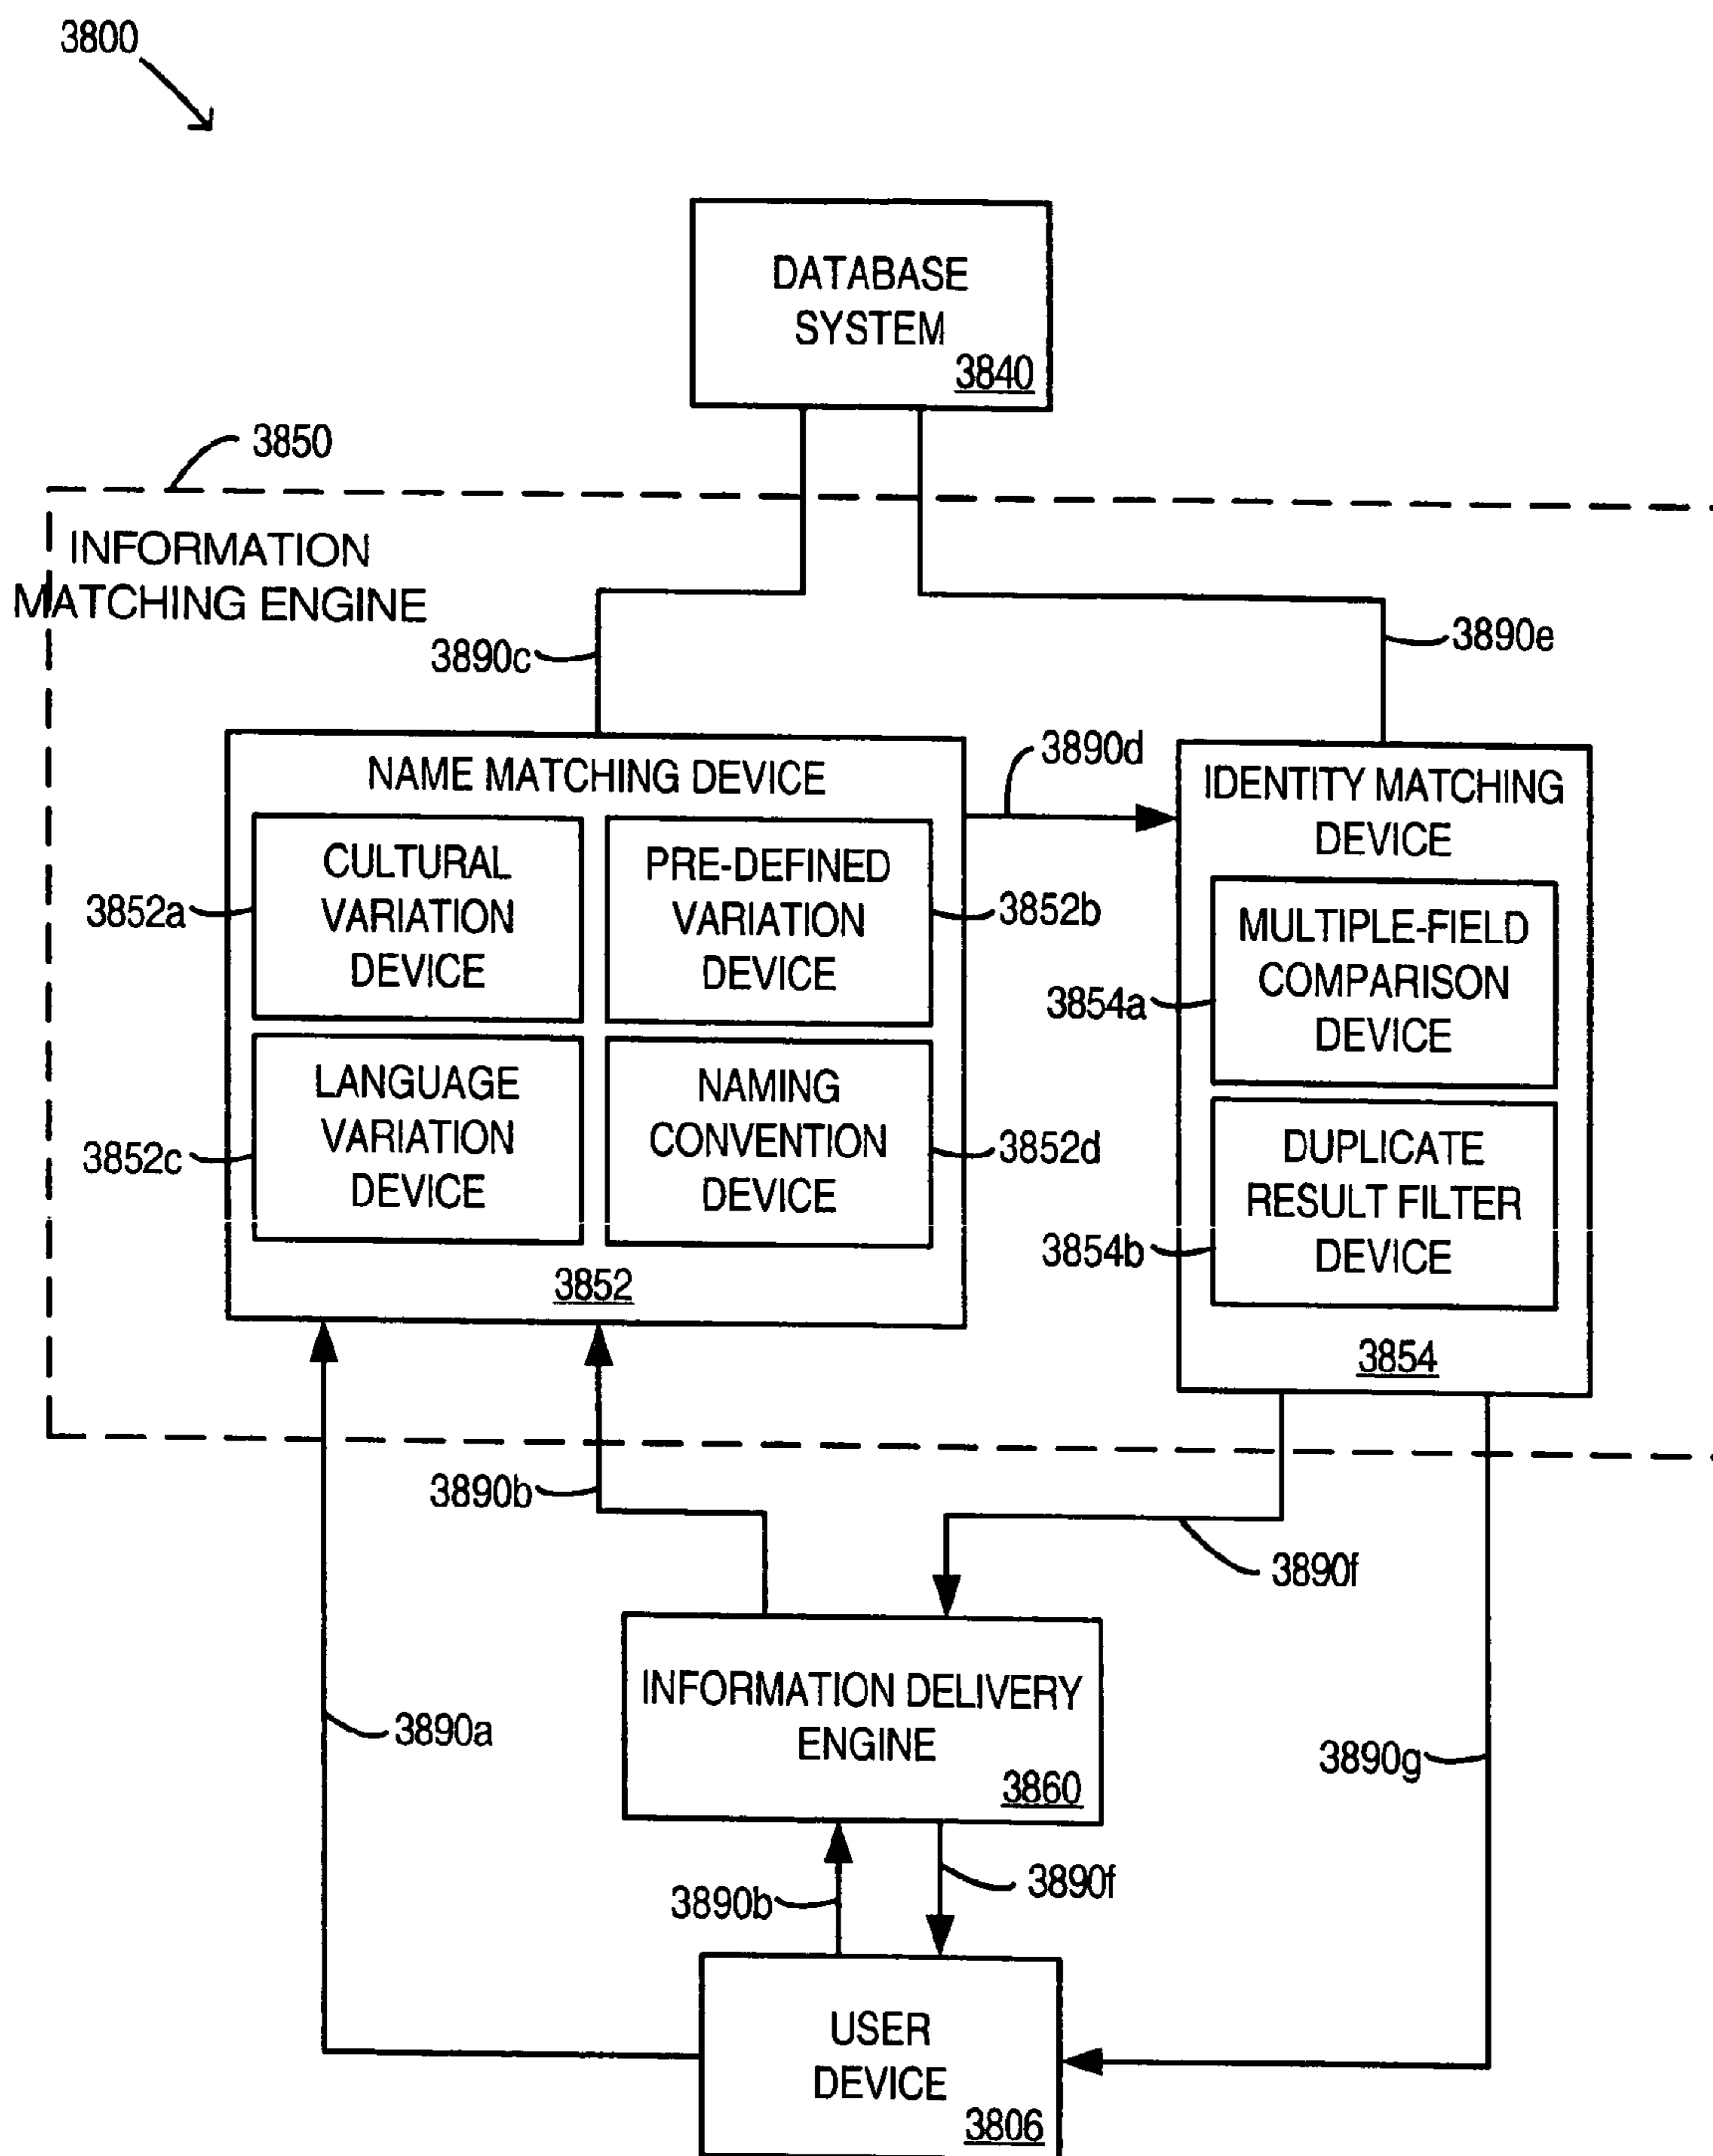 3800
DATABASE
SYSTEM
3840
3850
INFORMATION
MATCHING ENGINE
3890c
3890e
3890d
NAME MATCHING DEVICE
IDENTITY MATCHING
DEVICE
CULTURAL
VARIATION
DEVICE
3852a
PRE-DEFINED
VARIATION
DEVICE
3852b
MULTIPLE-FIELD
COMPARISON
DEVICE
3854a
LANGUAGE
VARIATION
DEVICE
3852c
NAMING
CONVENTION
DEVICE
3852d
DUPLICATE
RESULT FILTER
DEVICE
3854b
3852
3854
3890b
3890f
INFORMATION DELIVERY
ENGINE
3860
3890a
3890g
3890b
3890f
USER
DEVICE
3806